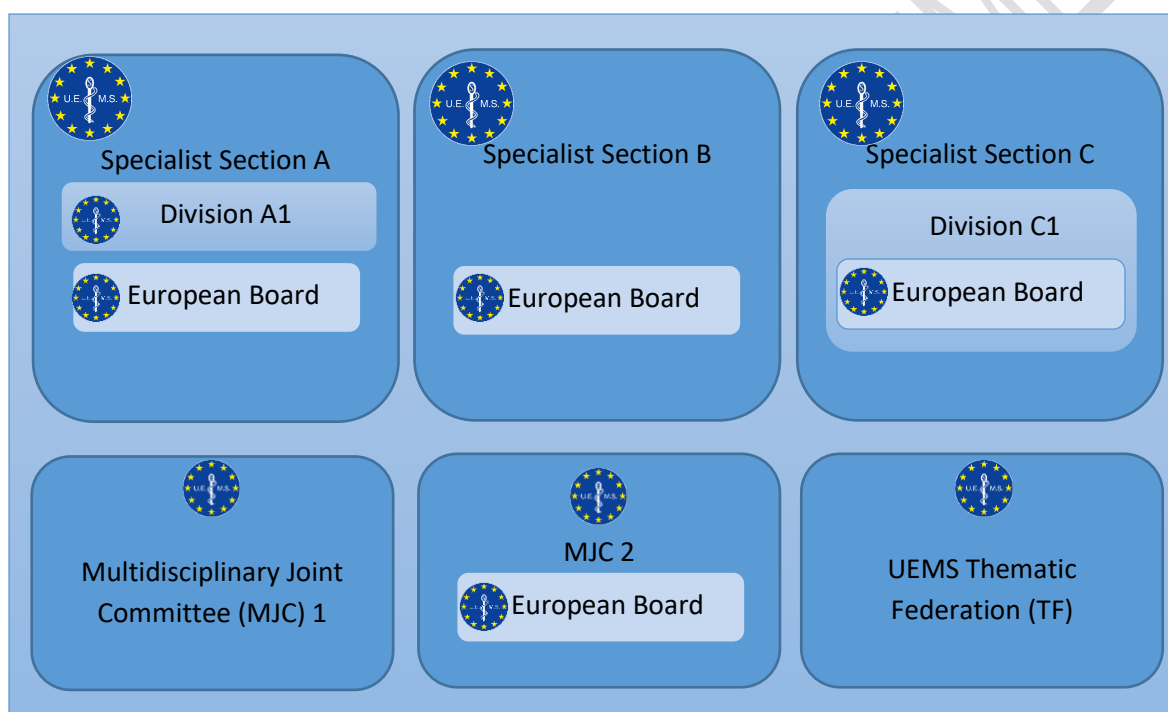 U.E. M.S.
Specialist Section A
Division A1
European Board
U.E. M.S.
Specialist Section B
European Board
U.E. M.S.
Specialist Section C
Division C1
European Board
U.E. M.S.
Multidisciplinary Joint
Committee (MJC) 1
U.E. M.S.
MJC 2
European Board
U.E. M.S.
UEMS Thematic
Federation (TF)